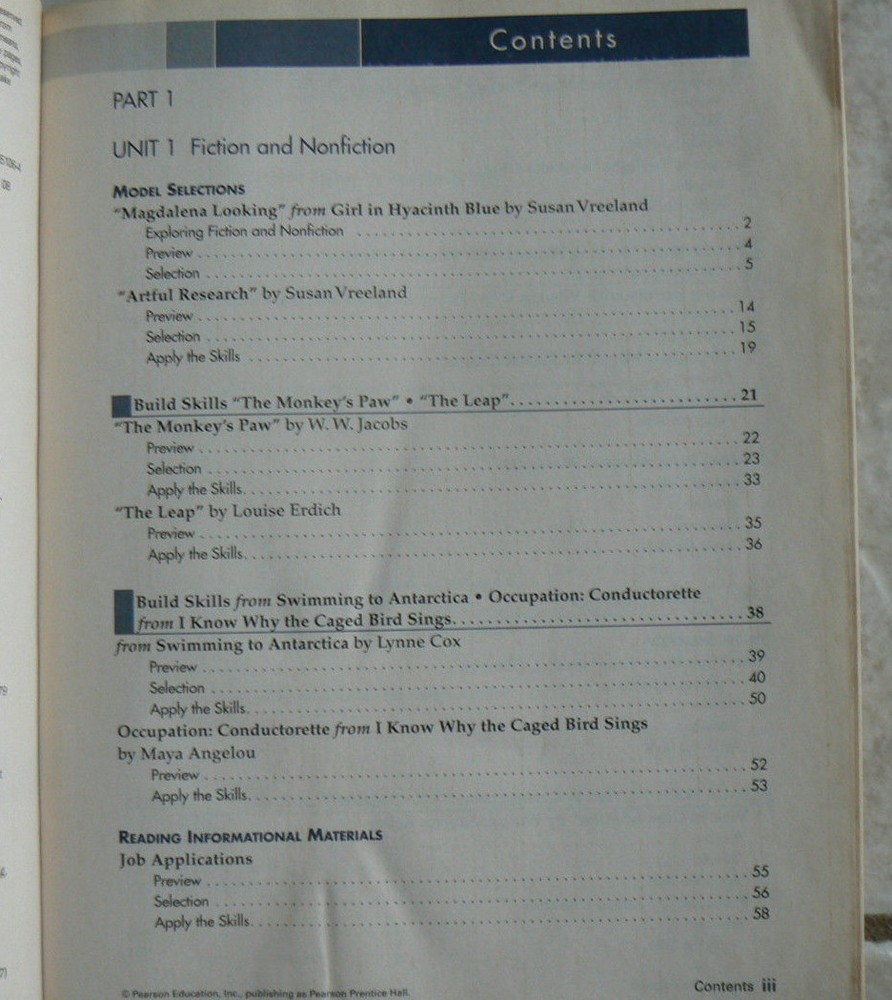 Contents
PART 1
UNIT 1 Fiction and Nonfiction
MODEL SELECTIONS
"Magdalena Looking" from Girl in Hyacinth Blue by Susan Vreeland
Exploring Fiction and Nonfiction . . . . . . . . . . 2
Preview . . . . . . . . . . 4
Selection . . . . . . . . . . 5
"Artful Research" by Susan Vreeland
Preview . . . . . . . . . . 14
Selection . . . . . . . . . . 15
Apply the Skills . . . . . . . . . . 19
Build Skills "The Monkey's Paw" • "The Leap" . . . . . . . . . . 21
"The Monkey's Paw" by W. W. Jacobs
Preview . . . . . . . . . . 22
Selection . . . . . . . . . . 23
Apply the Skills . . . . . . . . . . 33
"The Leap" by Louise Erdich
Preview . . . . . . . . . . 35
Apply the Skills . . . . . . . . . . 36
Build Skills from Swimming to Antarctica • Occupation: Conductorette
from I Know Why the Caged Bird Sings . . . . . . . . . . 38
from Swimming to Antarctica by Lynne Cox
Preview . . . . . . . . . . 39
Selection . . . . . . . . . . 40
Apply the Skills . . . . . . . . . . 50
Occupation: Conductorette from I Know Why the Caged Bird Sings
by Maya Angelou
Preview . . . . . . . . . . 52
Apply the Skills . . . . . . . . . . 53
READING INFORMATIONAL MATERIALS
Job Applications
Preview . . . . . . . . . . 55
Selection . . . . . . . . . . 56
Apply the Skills . . . . . . . . . . 58
© Pearson Education, Inc., publishing as Pearson Prentice Hall.
Contents iii